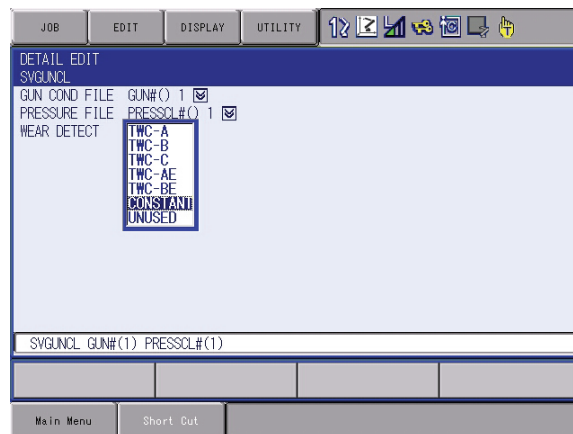 JOB EDIT DISPLAY UTILITY
DETAIL EDIT
SVGUNCL
GUN COND FILE GUN#() 1
PRESSURE FILE PRESSCL#() 1
WEAR DETECT
TWC-A
TWC-B
TWC-C
TWC-AE
TWC-BE
CONSTANT
UNUSED
SVGUNCL GUN#(1) PRESSCL#(1)
Main Menu Short Cut